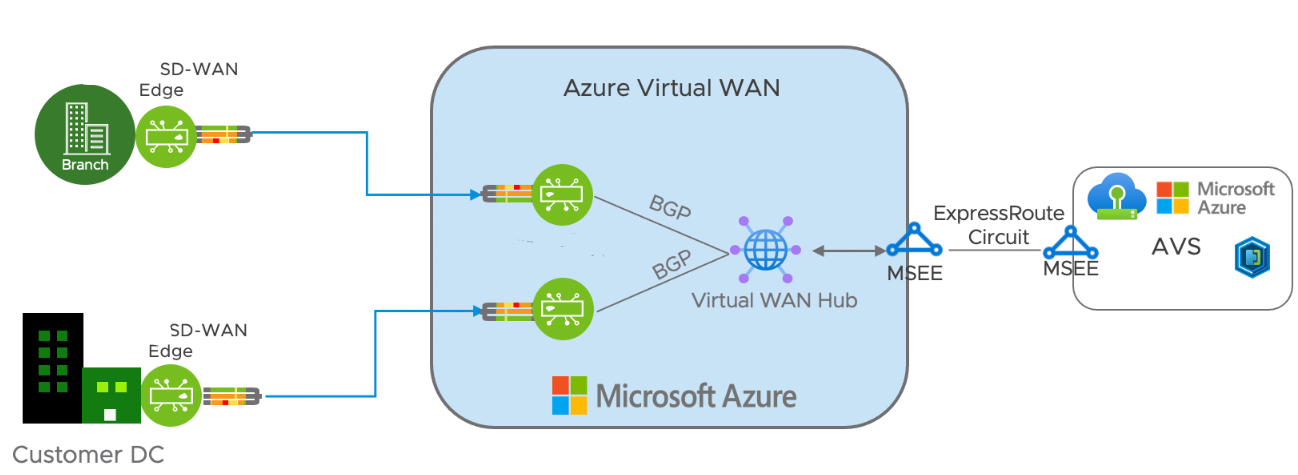 SD-WAN
Edge
Branch
SD-WAN
Edge
Customer DC
Azure Virtual WAN
BGP
BGP
Virtual WAN Hub
Microsoft Azure
MSEE
ExpressRoute
Circuit
MSEE
Microsoft
Azure
AVS